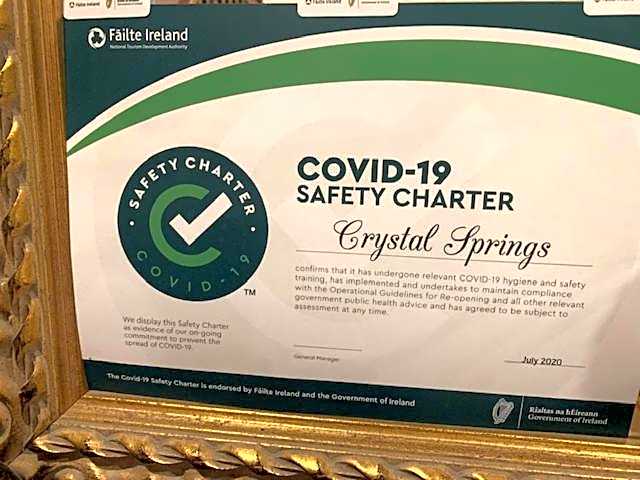 Fáilte Ireland
National Tourism Development Authority
SAFETY CHARTER
COVID-19
TM
We display this Safety Charter
as evidence of our on-going
commitment to prevent the
spread of COVID-19.
COVID-19
SAFETY CHARTER
Crystal Springs
confirms that it has undergone relevant COVID-19 hygiene and safety
training, has implemented and undertakes to maintain compliance
with the Operational Guidelines for Re-opening and all other relevant
government public health advice and has agreed to be subject to
assessment at any time.
General Manager
July 2020
The Covid-19 Safety Charter is endorsed by Fáilte Ireland and the Government of Ireland
Rialtas na hÉireann
Government of Ireland